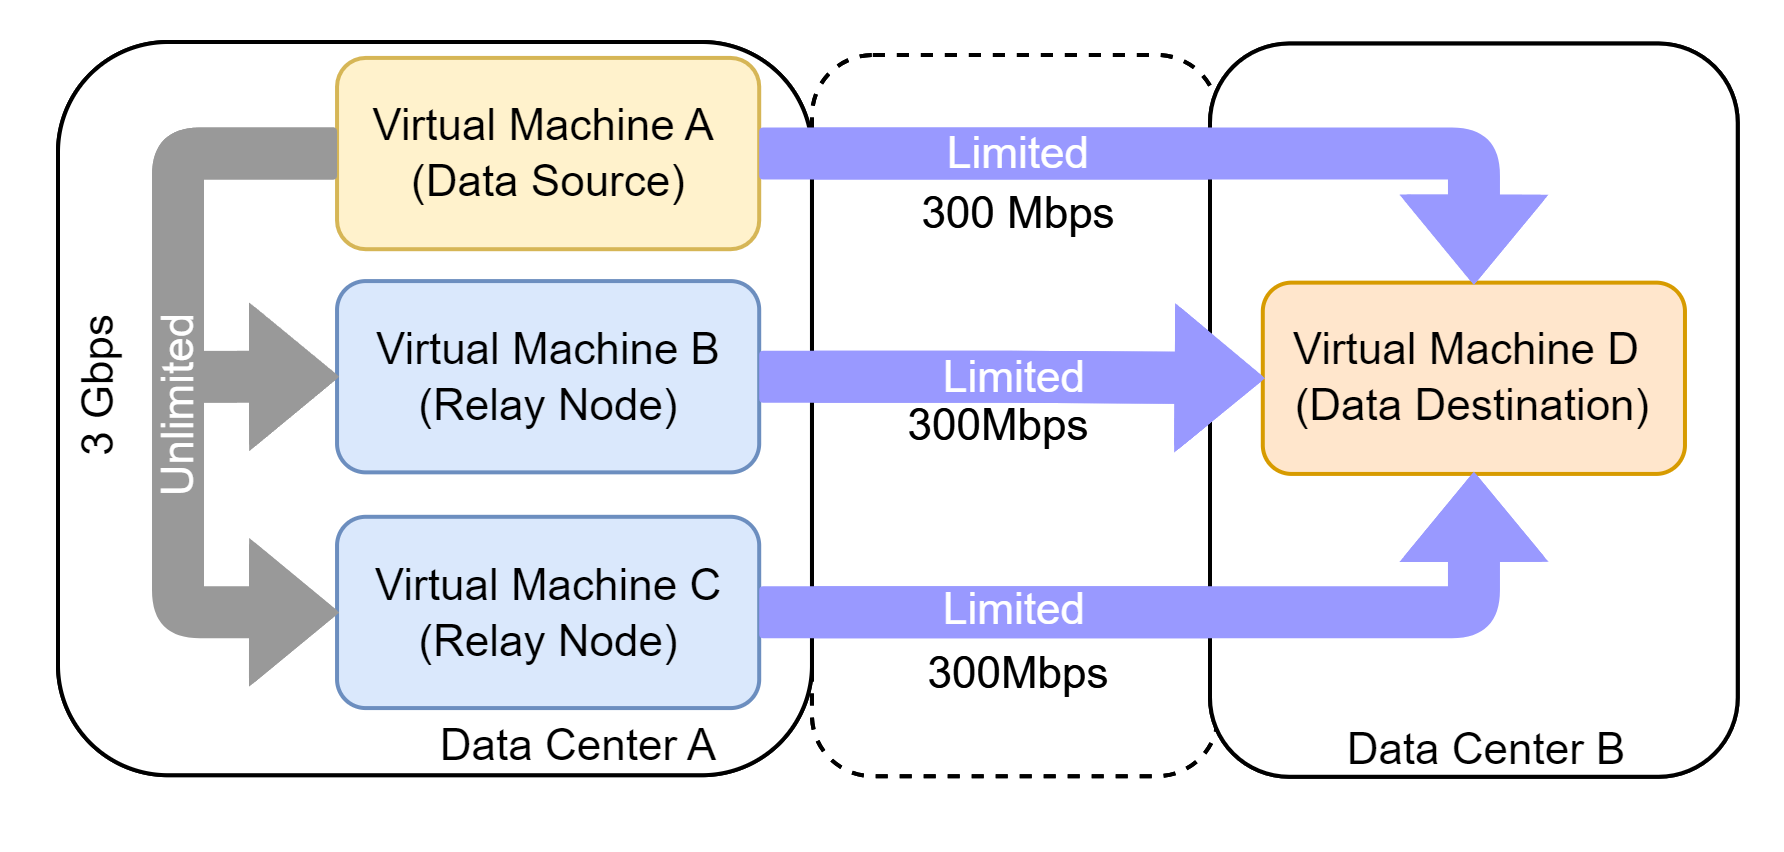 Virtual Machine A
(Data Source)
Limited
300 Mbps
3 Gbps
Unlimited
Virtual Machine B
(Relay Node)
Limited
300Mbps
Virtual Machine D
(Data Destination)
Virtual Machine C
(Relay Node)
Limited
300Mbps
Data Center A
Data Center B